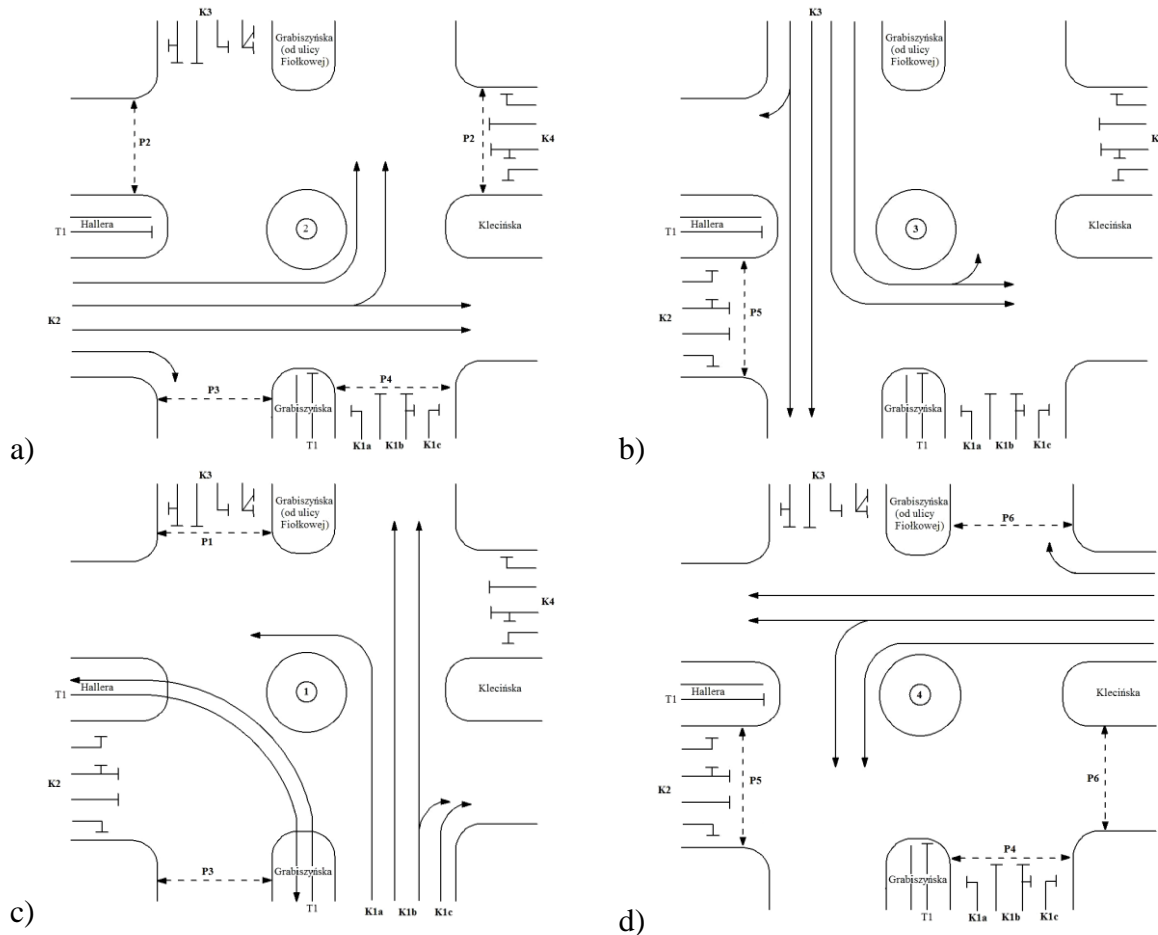 K3
Grabiszyńska
(od ulicy
Fiołkowej)
P2
P2
K4
Hallera
T1
2
Klecińska
K2
P3
P4
Grabiszyńska
T1
K1a
K1b
K1c
a)
K3
Grabiszyńska
(od ulicy
Fiołkowej)
K
Hallera
T1
3
Klecińska
K2
P5
Grabiszyńska
T1
K1a
K1b
K1c
b)
K3
Grabiszyńska
(od ulicy
Fiołkowej)
P1
K4
Hallera
T1
1
Klecińska
K2
P3
Grabiszyńska
T1
K1a
K1b
K1c
c)
K3
Grabiszyńska
(od ulicy
Fiołkowej)
P6
Hallera
T1
4
Klecińska
K2
P5
P6
P4
Grabiszyńska
T1
K1a
K1b
K1c
d)